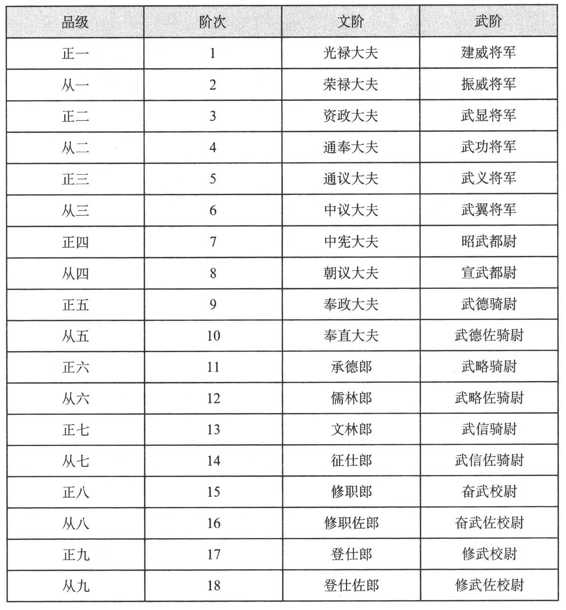 品级 阶次 文阶 武阶
正一 1 光禄大夫 建威将军
从一 2 荣禄大夫 振威将军
正二 3 资政大夫 武显将军
从二 4 通奉大夫 武功将军
正三 5 通议大夫 武义将军
从三 6 中议大夫 武翼将军
正四 7 中宪大夫 昭武都尉
从四 8 朝议大夫 宣武都尉
正五 9 奉政大夫 武德骑尉
从五 10 奉直大夫 武德佐骑尉
正六 11 承德郎 武略骑尉
从六 12 儒林郎 武略佐骑尉
正七 13 文林郎 武信骑尉
从七 14 征仕郎 武信佐骑尉
正八 15 修职郎 奋武校尉
从八 16 修职佐郎 奋武佐校尉
正九 17 登仕郎 修武校尉
从九 18 登仕佐郎 修武佐校尉